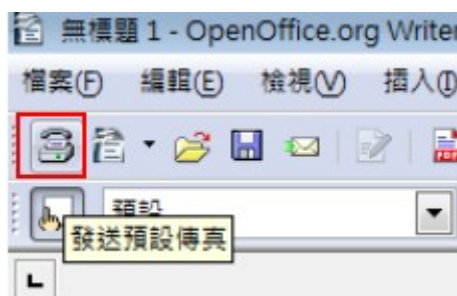 無標題 1 - OpenOffice.org Writer
檔案(F) 編輯(E) 檢視(V) 插入(I
PDF
預設
發送預設傳真